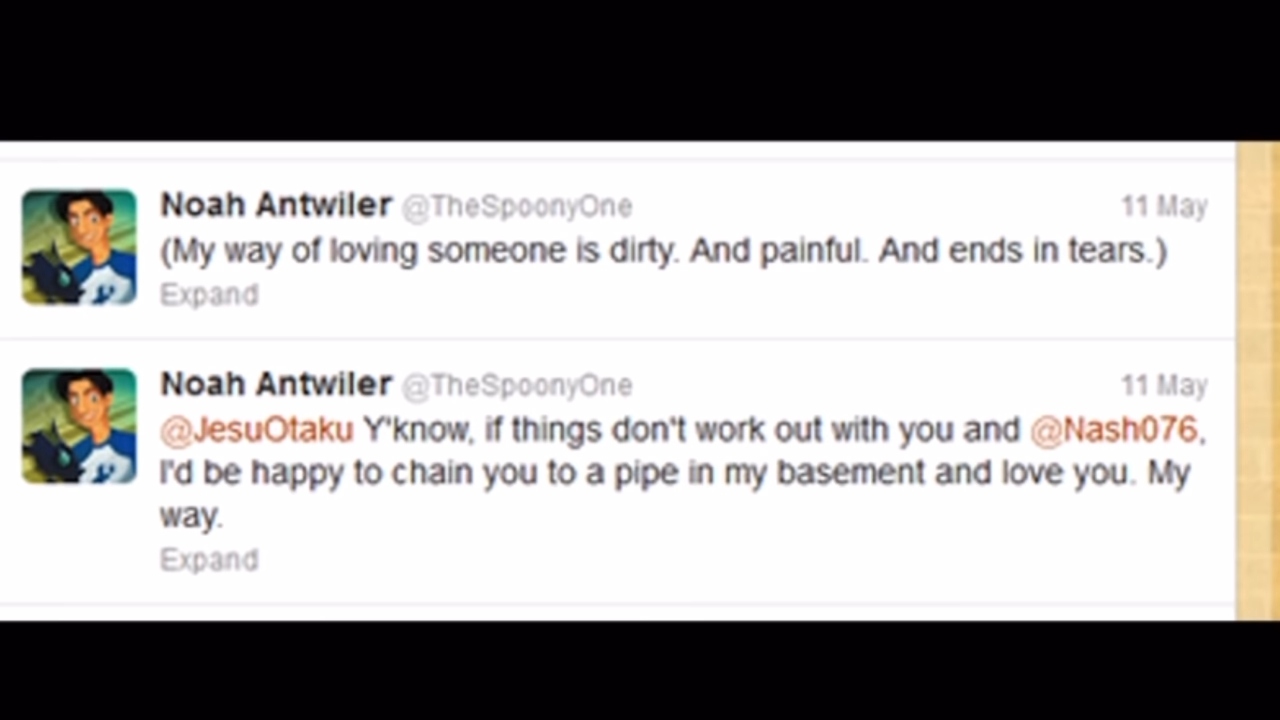 Noah Antwiler @TheSpoonyOne 11 May
(My way of loving someone is dirty. And painful. And ends in tears.)
Expand
Noah Antwiler @TheSpoonyOne 11 May
@JesuOtaku Y'know, if things don't work out with you and @Nash076,
I'd be happy to chain you to a pipe in my basement and love you. My
way.
Expand